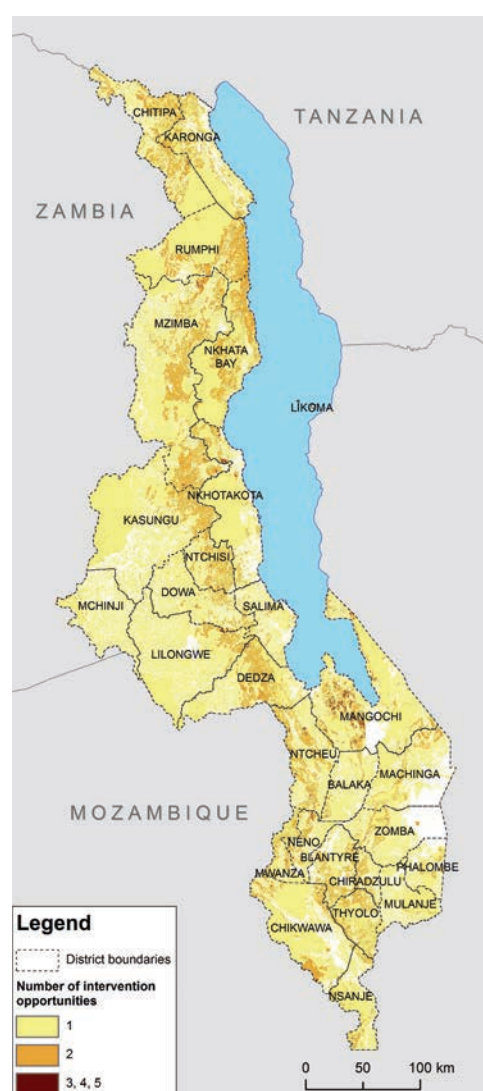 TANZANIA
CHITIPA
KARONGA
ZAMBIA
RUMPHI
MZIMBA
NKHATA
BAY
LIKOMA
NKHOTAKOTA
KASUNGU
NTCHISI
DOWA
MCHINJI
SALIMA
LILONGWE
DEDZA
MANGOCHI
NTCHEU
MACHINGA
BALAKA
MOZAMBIQUE
ZOMBA
NENO
BLANTYRE
PHALOMBE
MWANZA
CHIRADZULU
MULANJE
THYOLO
CHIKWAWA
NSANJE
Legend
District boundaries
Number of intervention
opportunities
1
2
3, 4, 5
0 50 100 km